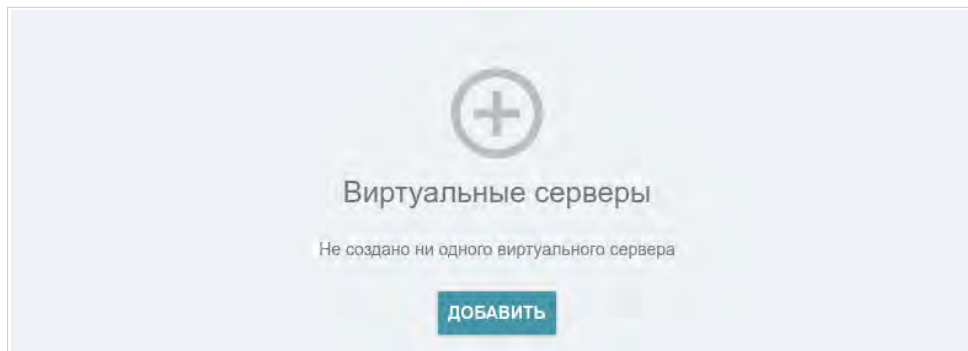 Виртуальные серверы
Не создано ни одного виртуального сервера
ДОБАВИТЬ